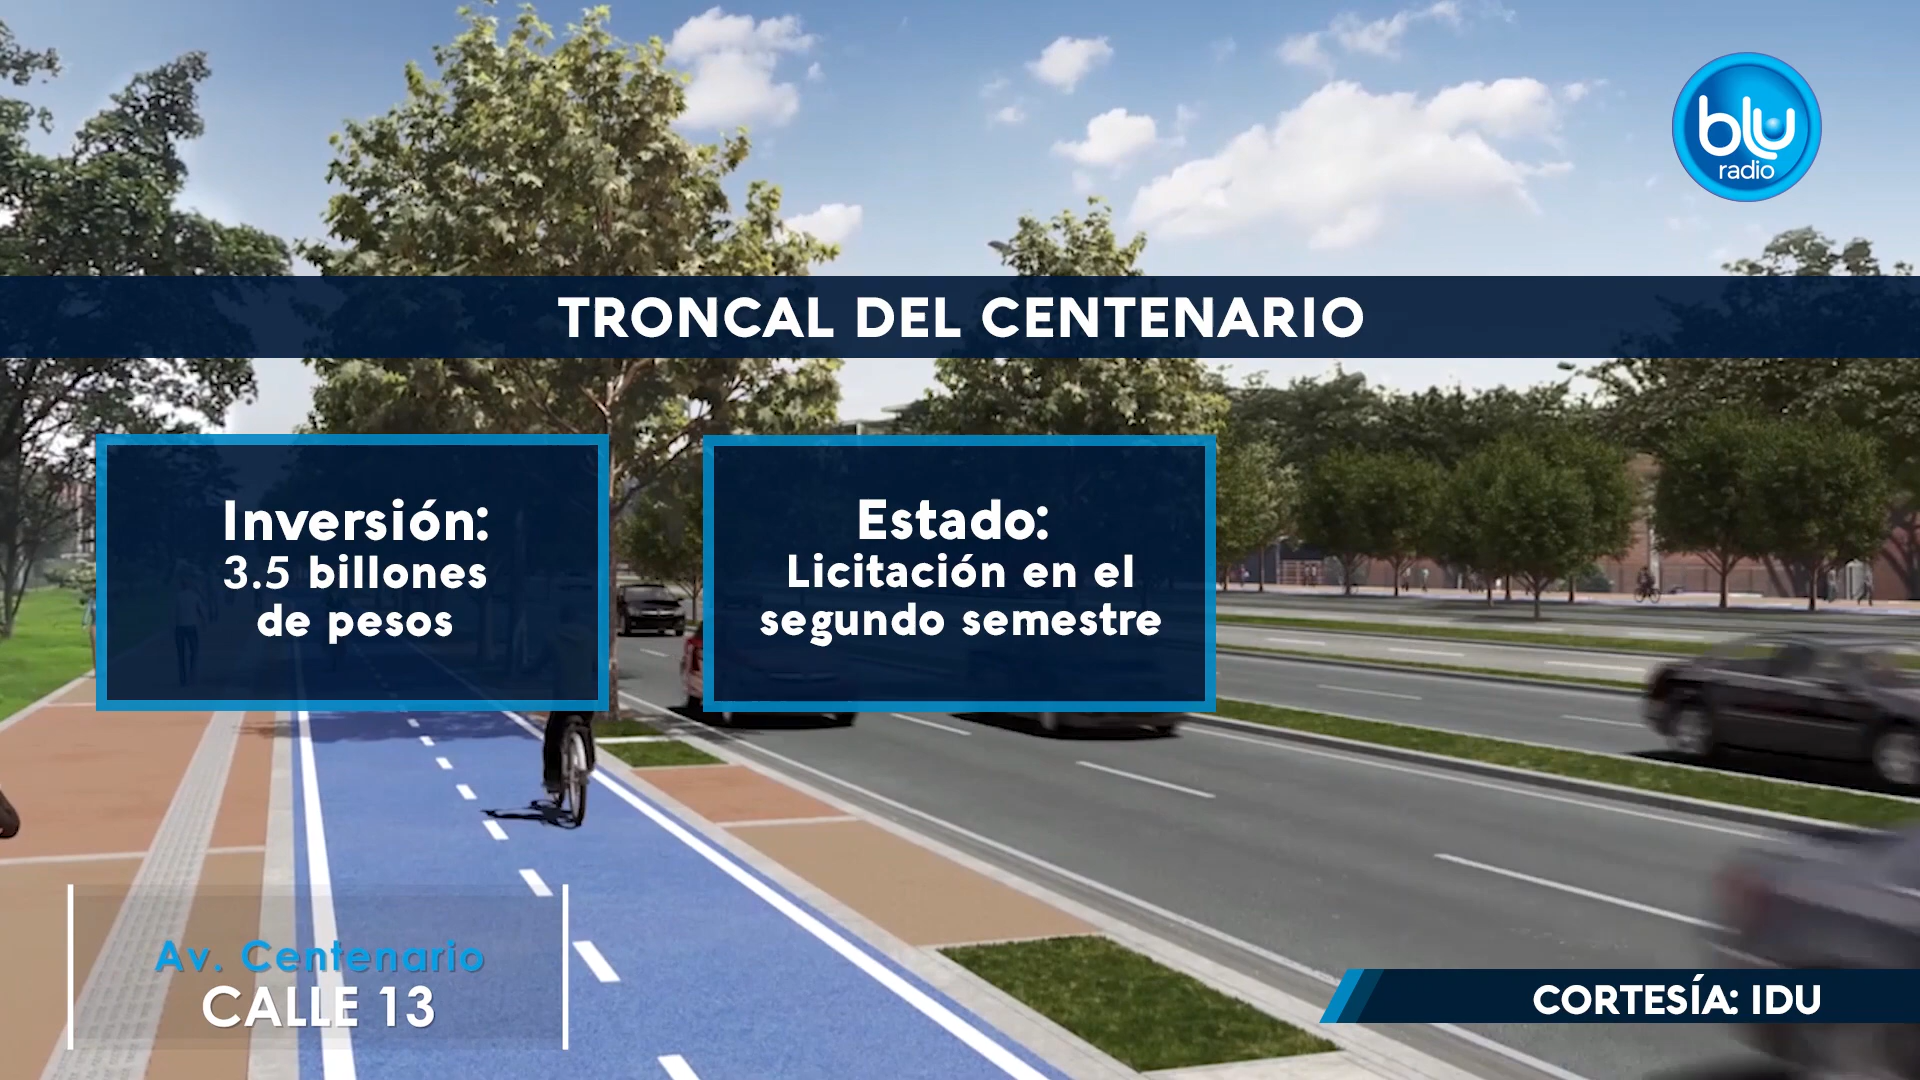 blu
radio
TRONCAL DEL CENTENARIO
Inversión:
3.5 billones
de pesos
Estado:
Licitación en el
segundo semestre
Av. Centenario
CALLE 13
CORTESÍA: IDU